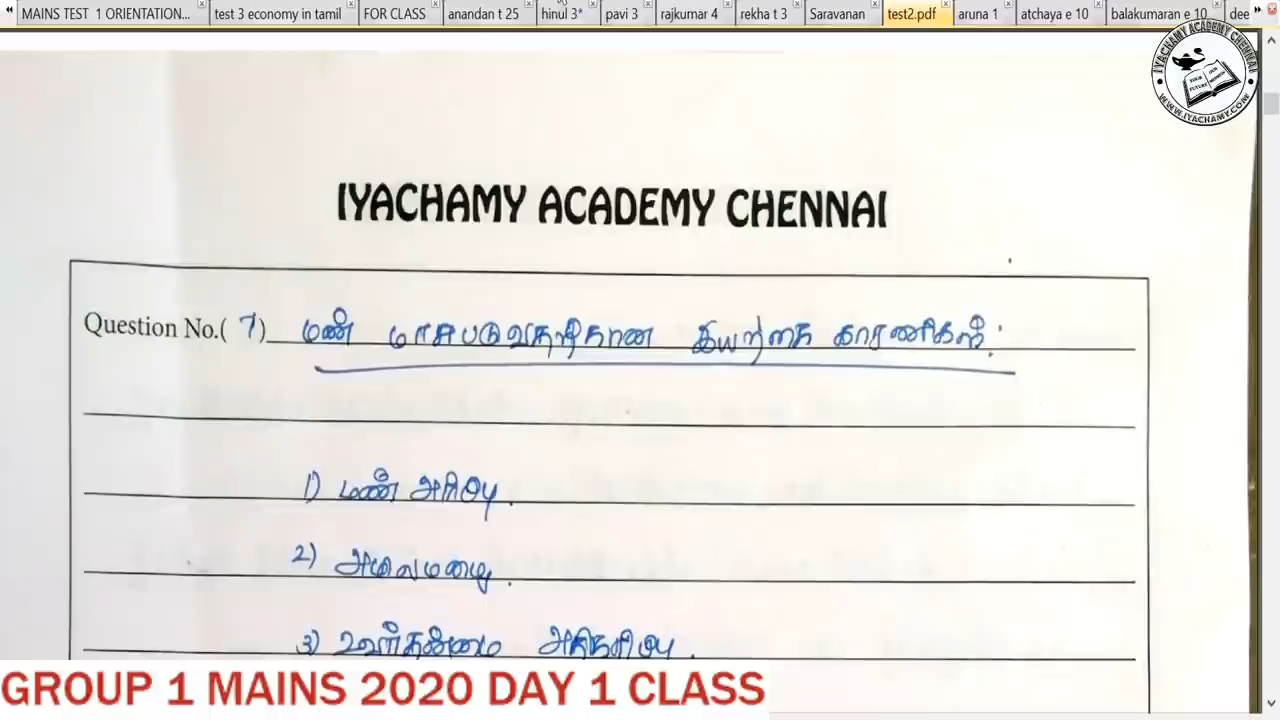 MAINS TEST 1 ORIENTATION... test 3 economy in tamil FOR CLASS anandan t 25 hinu 3* pavi 3 rajkumar 4 rekha t 3 Saravanan test2.pdf aruna 1 atchaya e 10 balakumaran e 10 dee
IYACHAMY ACADEMY CHENNAI
WWW.IYACHAMY.COM
IYACHAMY ACADEMY CHENNAI
Question No.( 7) மண் மாசுபடுவதற்கான இயற்கை காரணிகள்:
1) மண் அரிப்பு.
2) அமிலமழை.
3) உவர்தன்மை அதிகரிப்பு.
GROUP 1 MAINS 2020 DAY 1 CLASS